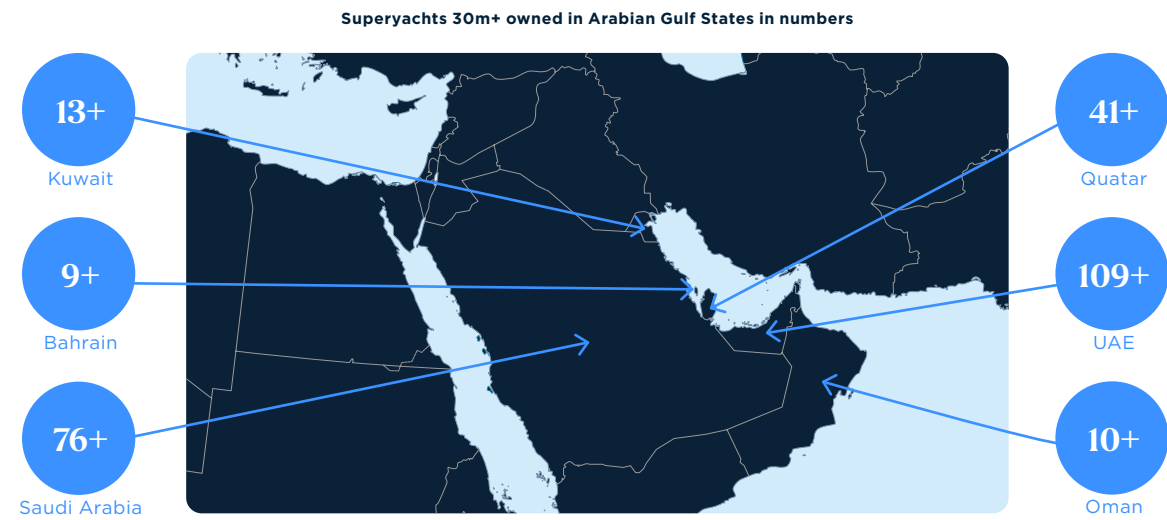 Superyachts 30m+ owned in Arabian Gulf States in numbers
13+
Kuwait
9+
Bahrain
76+
Saudi Arabia
41+
Quatar
109+
UAE
10+
Oman